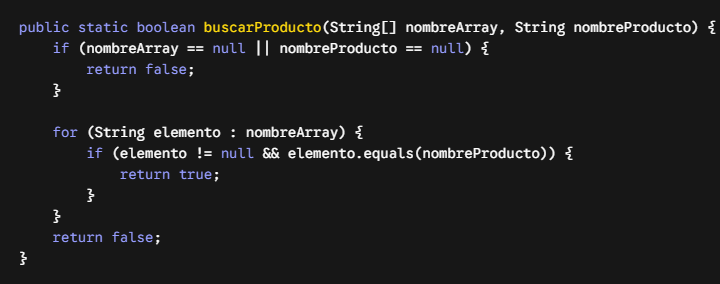 public static boolean buscarProducto(String[] nombreArray, String nombreProducto) {
    if (nombreArray == null || nombreProducto == null) {
        return false;
    }

    for (String elemento : nombreArray) {
        if (elemento != null && elemento.equals(nombreProducto)) {
            return true;
        }
    }
    return false;
}